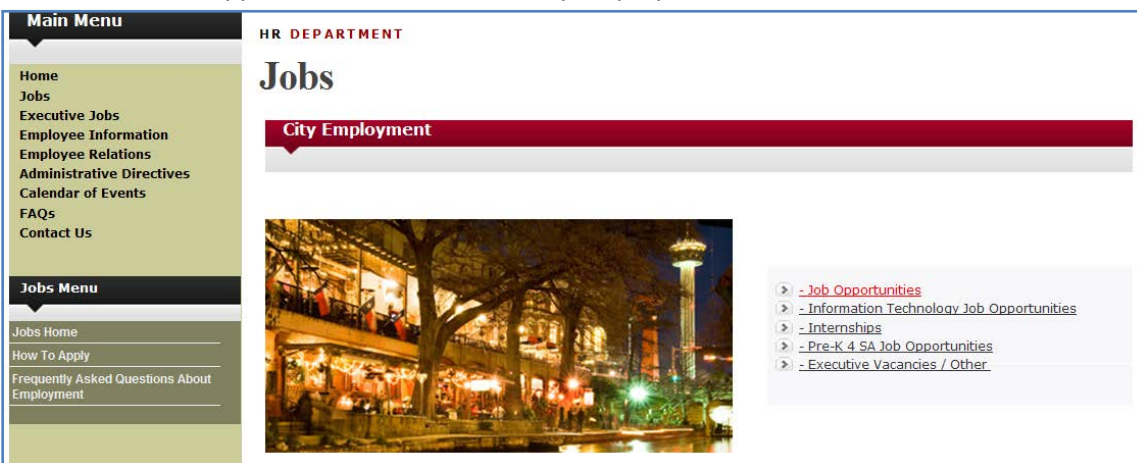 Main Menu
Home
Jobs
Executive Jobs
Employee Information
Employee Relations
Administrative Directives
Calendar of Events
FAQs
Contact Us
Jobs Menu
Jobs Home
How To Apply
Frequently Asked Questions About
Employment
HR DEPARTMENT
Jobs
City Employment
- Job Opportunities
- Information Technology Job Opportunities
- Internships
- Pre-K 4 SA Job Opportunities
- Executive Vacancies / Other